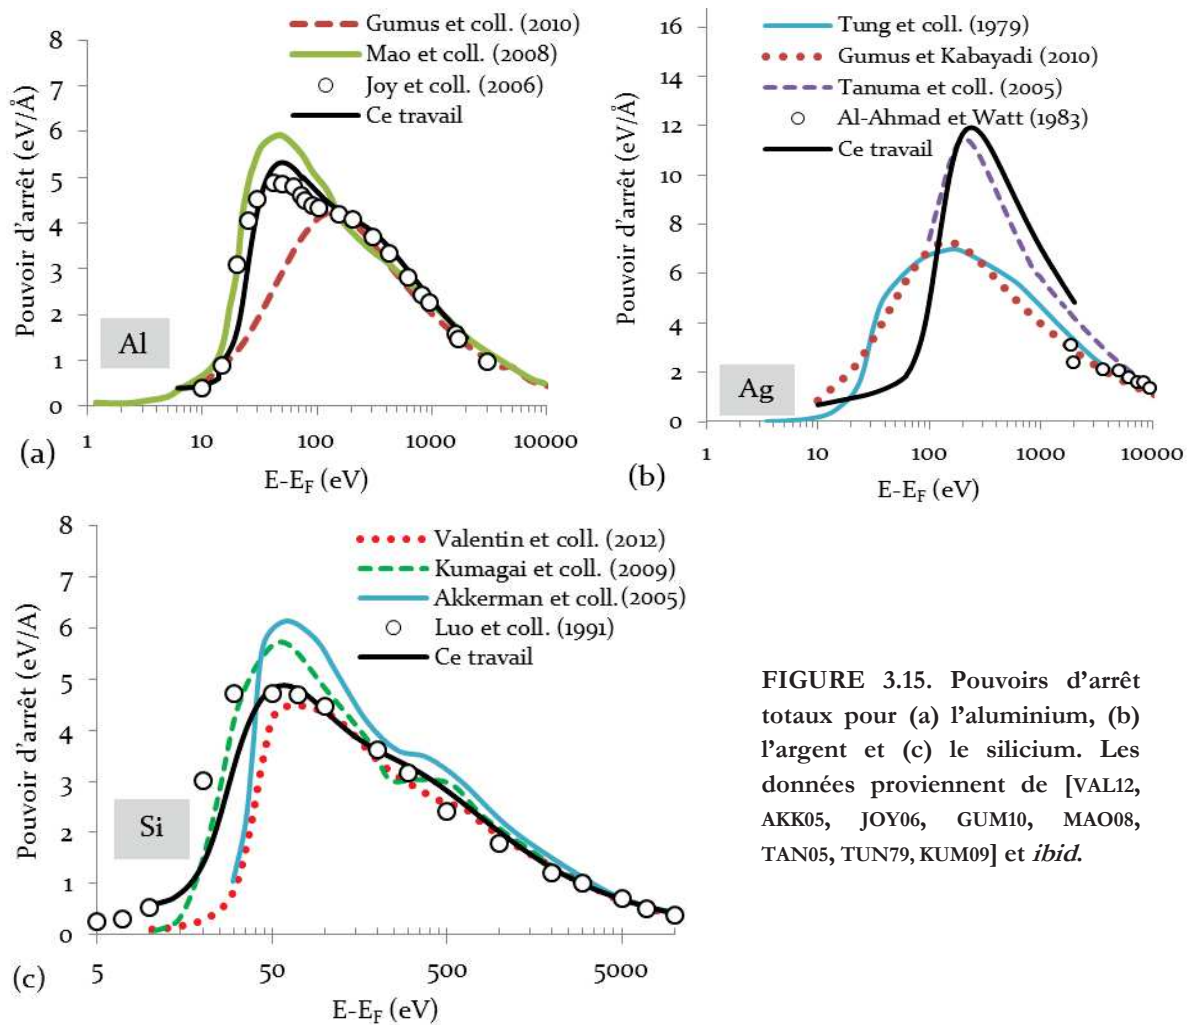 Gumus et coll. (2010)
Mao et coll. (2008)
Joy et coll. (2006)
Ce travail
Pouvoir d'arrêt (eV/Å)
8
7
6
5
4
3
2
1
0
Al
1
10
100
1000
10000
(a)
E-E_F (eV)
Tung et coll. (1979)
Gumus et Kabayadi (2010)
Tanuma et coll. (2005)
Al-Ahmad et Watt (1983)
Ce travail
Pouvoir d'arrêt (eV/Å)
16
14
12
10
8
6
4
2
0
Ag
1
10
100
1000
10000
(b)
E-E_F (eV)
Valentin et coll. (2012)
Kumagai et coll. (2009)
Akkerman et coll. (2005)
Luo et coll. (1991)
Ce travail
Pouvoir d'arrêt (eV/A)
8
7
6
5
4
3
2
1
0
Si
5
50
500
5000
(c)
E-E_F (eV)
FIGURE 3.15. Pouvoirs d'arrêt
totaux pour (a) l'aluminium, (b)
l'argent et (c) le silicium. Les
données proviennent de [VAL12,
AKK05, JOY06, GUM10, MAO08,
TAN05, TUN79, KUM09] et ibid.